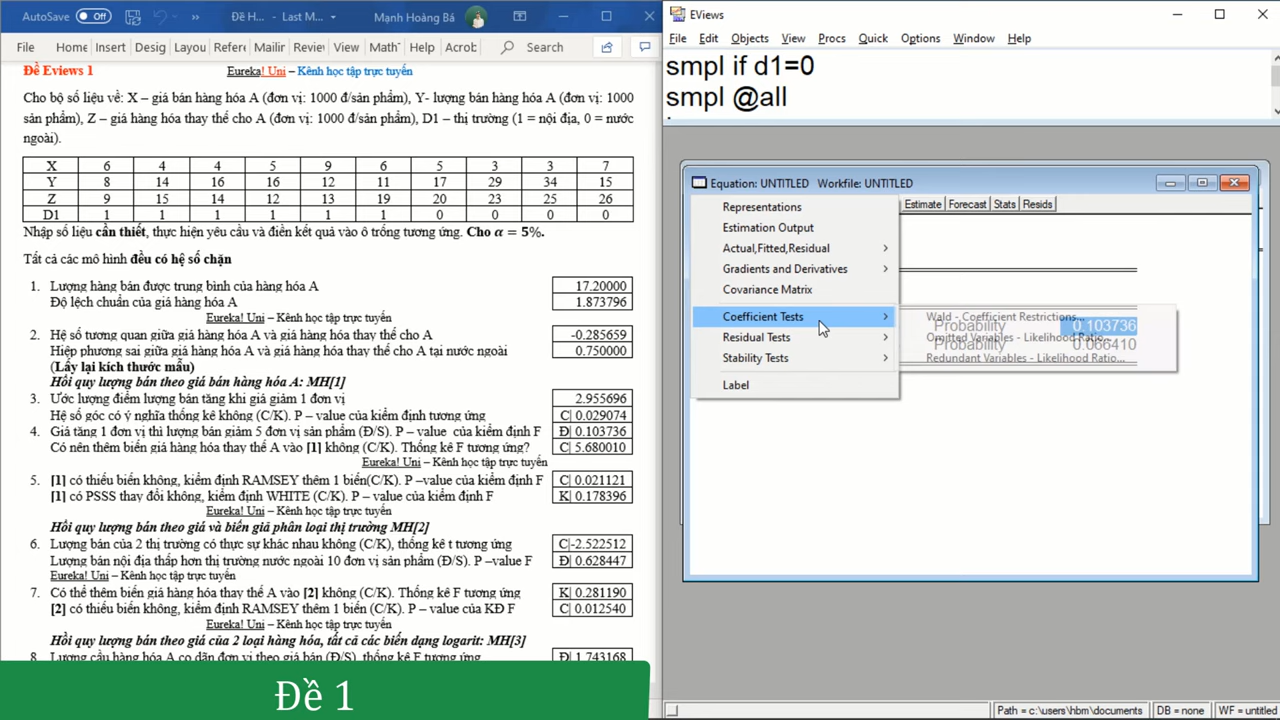 AutoSave Off Đề H... - Last M... Mạnh Hoàng Bá
File Home Insert Desig Layou Refere Mailir Reviev View Math Help Acrob Search
Đề Eviews 1 Eureka! Uni – Kênh học tập trực tuyến
Cho bộ số liệu về: X – giá bán hàng hóa A (đơn vị: 1000 đ/sản phẩm), Y- lượng bán hàng hóa A (đơn vị: 1000
sản phẩm), Z – giá hàng hóa thay thế cho A (đơn vị: 1000 đ/sản phẩm), D1 – thị trường (1 = nội địa, 0 = nước
ngoài).
X 6 4 4 5 9 6 5 3 3 7
Y 8 14 16 16 12 11 17 29 34 15
Z 9 15 14 12 13 19 20 23 25 26
D1 1 1 1 1 1 1 0 0 0 0
Nhập số liệu cần thiết, thực hiện yêu cầu và điền kết quả vào ô trống tương ứng. Cho α = 5%.
Tất cả các mô hình đều có hệ số chặn
1. Lượng hàng bán được trung bình của hàng hóa A 17.20000
Độ lệch chuẩn của giá hàng hóa A 1.873796
Eureka! Uni – Kênh học tập trực tuyến
2. Hệ số tương quan giữa giá hàng hóa A và giá hàng hóa thay thế cho A -0.285659
Hiệp phương sai giữa giá hàng hóa A và giá hàng hóa thay thế cho A tại nước ngoài 0.750000
(Lấy lại kích thước mẫu)
Hồi quy lượng bán theo giá bán hàng hóa A: MH[1]
3. Ước lượng điểm lượng bán tăng khi giá giảm 1 đơn vị 2.955696
Hệ số góc có ý nghĩa thống kê không (C/K). P – value của kiểm định tương ứng C| 0.029074
4. Giá tăng 1 đơn vị thì lượng bán giảm 5 đơn vị sản phẩm (Đ/S). P – value của kiểm định F Đ| 0.103736
Có nên thêm biến giá hàng hóa thay thế A vào [1] không (C/K). Thống kê F tương ứng? C| 5.680010
Eureka! Uni – Kênh học tập trực tuyến
5. [1] có thiếu biến không, kiểm định RAMSEY thêm 1 biến(C/K). P –value của kiểm định F C| 0.021121
[1] có PSSS thay đổi không, kiểm định WHITE (C/K). P – value của kiểm định F K| 0.178396
Eureka! Uni – Kênh học tập trực tuyến
Hồi quy lượng bán theo giá và biến giả phân loại thị trường MH[2]
6. Lượng bán của 2 thị trường có thực sự khác nhau không (C/K), thống kê t tương ứng C|-2.522512
Lượng bán nội địa thấp hơn thị trường nước ngoài 10 đơn vị sản phẩm (Đ/S). P –value F Đ| 0.628447
Eureka! Uni – Kênh học tập trực tuyến
7. Có thể thêm biến giá hàng hóa thay thế A vào [2] không (C/K). Thống kê F tương ứng K| 0.281190
[2] có thiếu biến không, kiểm định RAMSEY thêm 1 biến (C/K). P – value của KĐ F C| 0.012540
Eureka! Uni – Kênh học tập trực tuyến
Hồi quy lượng bán theo giá của 2 loại hàng hóa, tất cả các biến dạng logarit: MH[3]
8. Lượng cầu hàng hóa A co dãn đơn vị theo giá bán (Đ/S), thống kê F tương ứng Đ| 1.743168
Đề 1
EViews
File Edit Objects View Procs Quick Options Window Help
smpl if d1=0
smpl @all
Equation: UNTITLED Workfile: UNTITLED
Estimate Forecast Stats Resids
Representations
Estimation Output
Actual,Fitted,Residual
Gradients and Derivatives
Covariance Matrix
Coefficient Tests
Residual Tests
Stability Tests
Label
Wald - Coefficient Restrictions...
Probability 0.103736
Omitted Variables - Likelihood Ratio...
Probability 0.066410
Redundant Variables - Likelihood Ratio...
Path = c:\users\hbm\documents DB = none WF = untitled